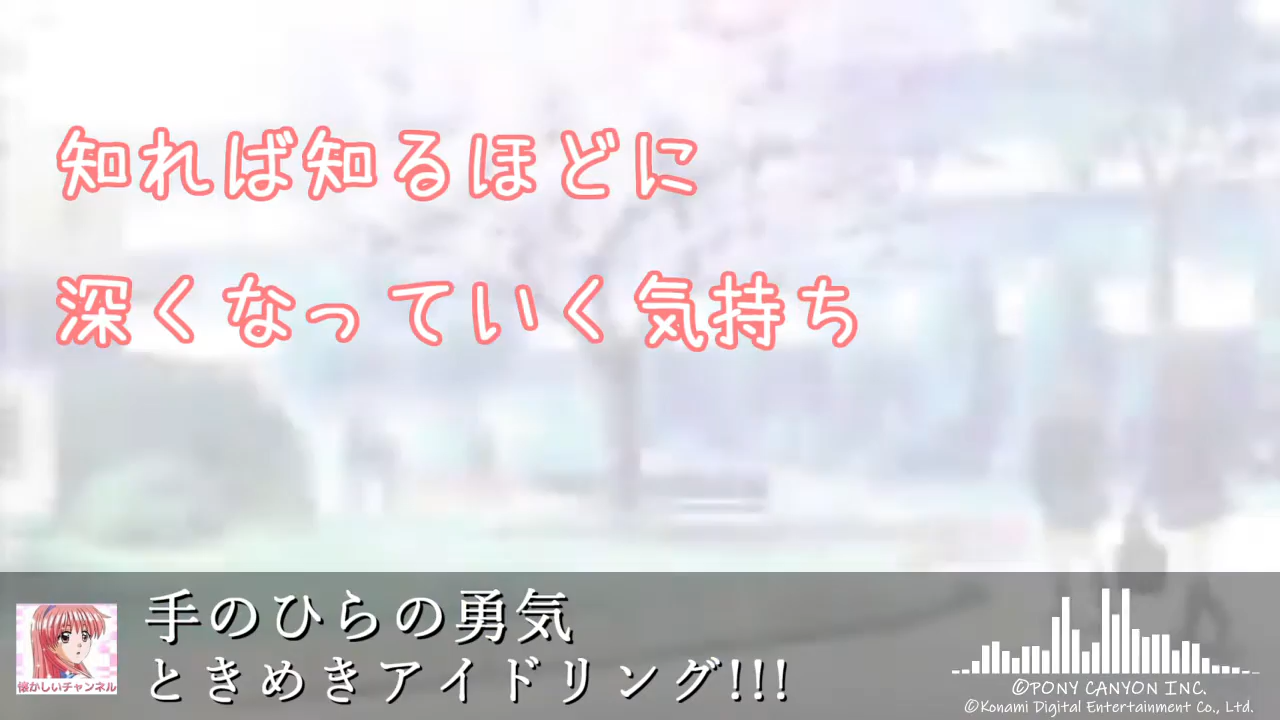 知れば知るほどに
深くなっていく気持ち
手のひらの勇気
ときめきアイドリング!!!
懐かしいチャンネル
©PONY CANYON INC.
©Konami Digital Entertainment Co., Ltd.